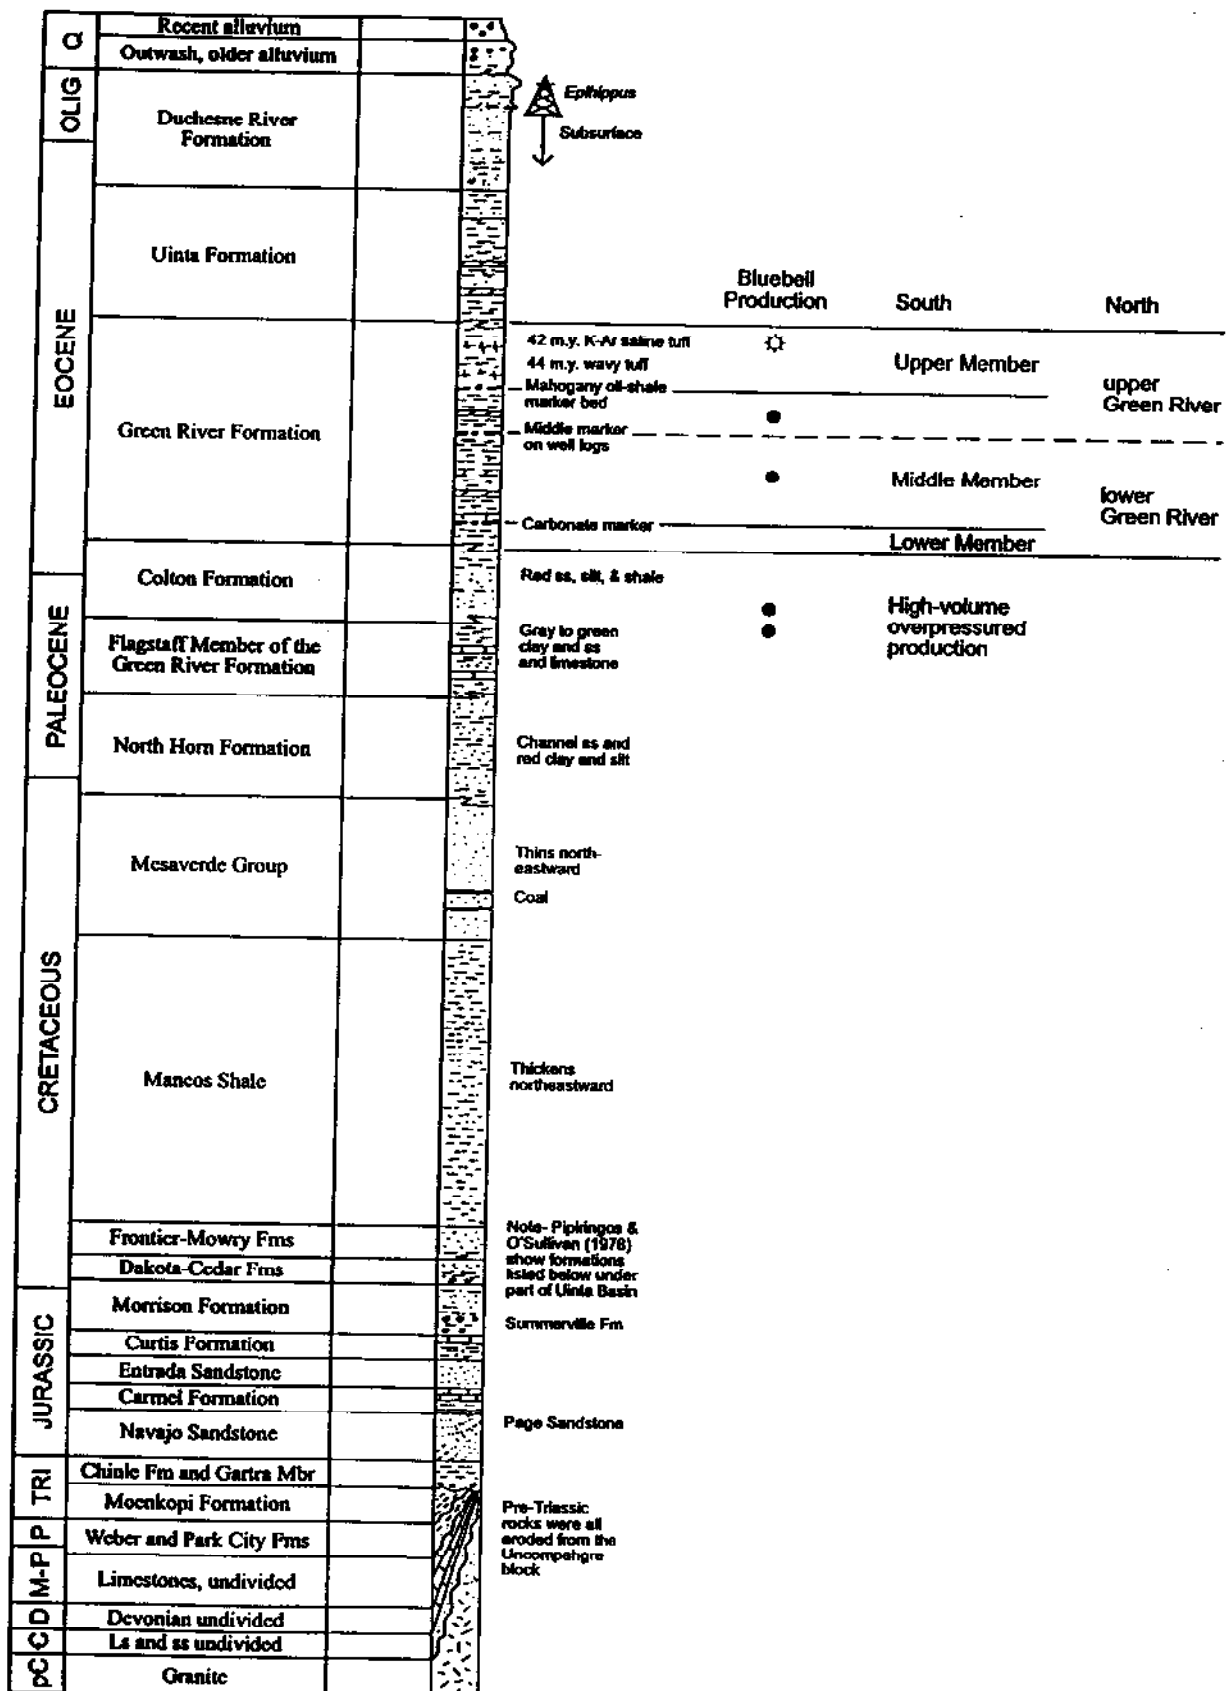 Q
Recent alluvium
Outwash, older alluvium
OLIG
Duchesne River
Formation
Epihippus
Subsurface
EOCENE
Uinta Formation
Bluebell
Production
South
North
Green River Formation
42 m.y. K-Ar saline tuff
44 m.y. wavy tuff
Mahogany oil-shale
marker bed
Middle marker
on well logs
Carbonate marker
Upper Member
Middle Member
Lower Member
upper
Green River
lower
Green River
PALEOCENE
Colton Formation
Red ss, silt, & shale
Flagstaff Member of the
Green River Formation
Gray to green
clay and ss
and limestone
High-volume
overpressured
production
North Horn Formation
Channel ss and
red clay and silt
CRETACEOUS
Mesaverde Group
Thins north-
eastward
Coal
Mancos Shale
Thickens
northeastward
Frontier-Mowry Fms
Dakota-Cedar Fms
Note- Pipiringos &
O'Sullivan (1978)
show formations
listed below under
part of Uinta Basin
JURASSIC
Morrison Formation
Summerville Fm
Curtis Formation
Entrada Sandstone
Carmel Formation
Navajo Sandstone
Page Sandstone
TRI
Chinle Fm and Gartra Mbr
Moenkopi Formation
P
Weber and Park City Fms
Pre-Triassic
rocks were all
eroded from the
Uncompahgre
block
M-P
Limestones, undivided
D
Devonian undivided
C
Ls and ss undivided
pC
Granite